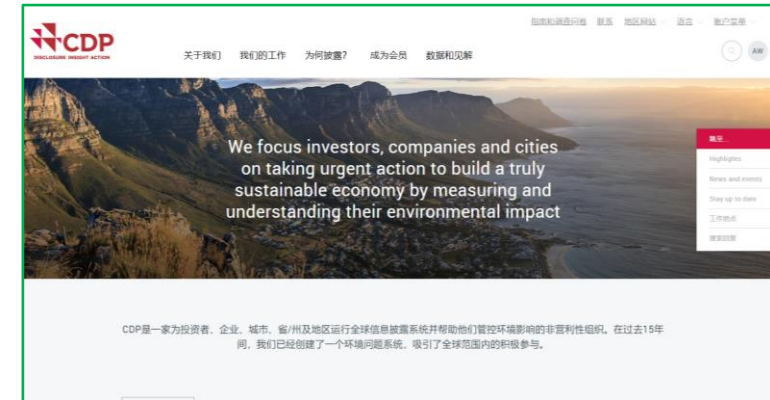 指南和调查问卷 联系 地区网站 语言 账户菜单
CDP
DISCLOSURE INSIGHT ACTION
关于我们 我们的工作 为何披露? 成为会员 数据和见解
AW
We focus investors, companies and cities
on taking urgent action to build a truly
sustainable economy by measuring and
understanding their environmental impact
跳至...
Highlights
News and events
Stay up to date
工作地点
CDP是一家为投资者、企业、城市、省/州及地区运行全球信息披露系统并帮助他们管控环境影响的非营利性组织。在过去15年
间，我们已经创建了一个环境问题系统，吸引了全球范围内的积极参与。